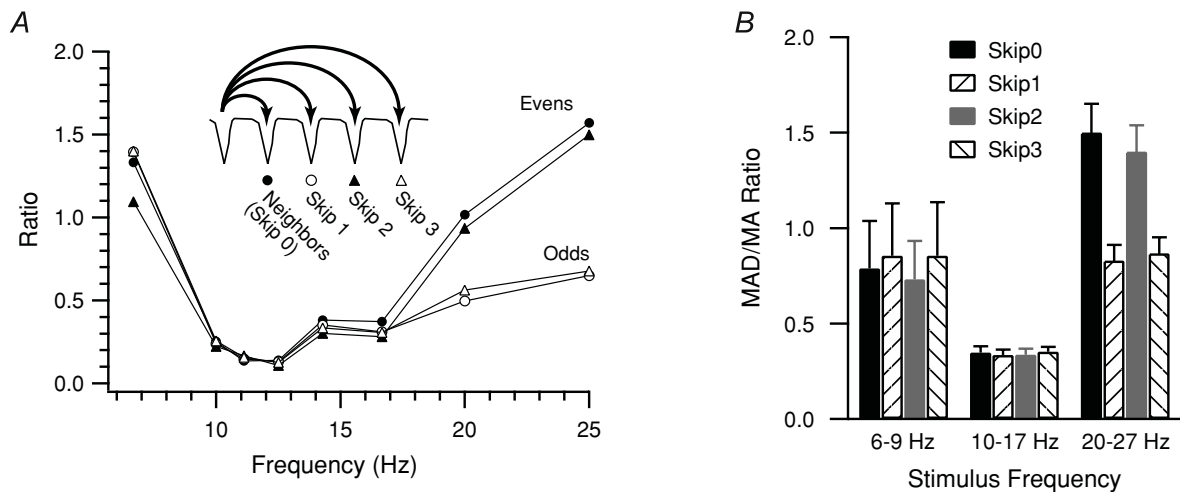 A
2.0
1.5
1.0
0.5
0.0
Ratio
Evens
Odds
Neighbors
(Skip 0)
Skip 1
Skip 2
Skip 3
10
15
20
25
Frequency (Hz)
B
2.0
1.5
1.0
0.5
0.0
MAD/MA Ratio
Skip0
Skip1
Skip2
Skip3
6-9 Hz
10-17 Hz
20-27 Hz
Stimulus Frequency